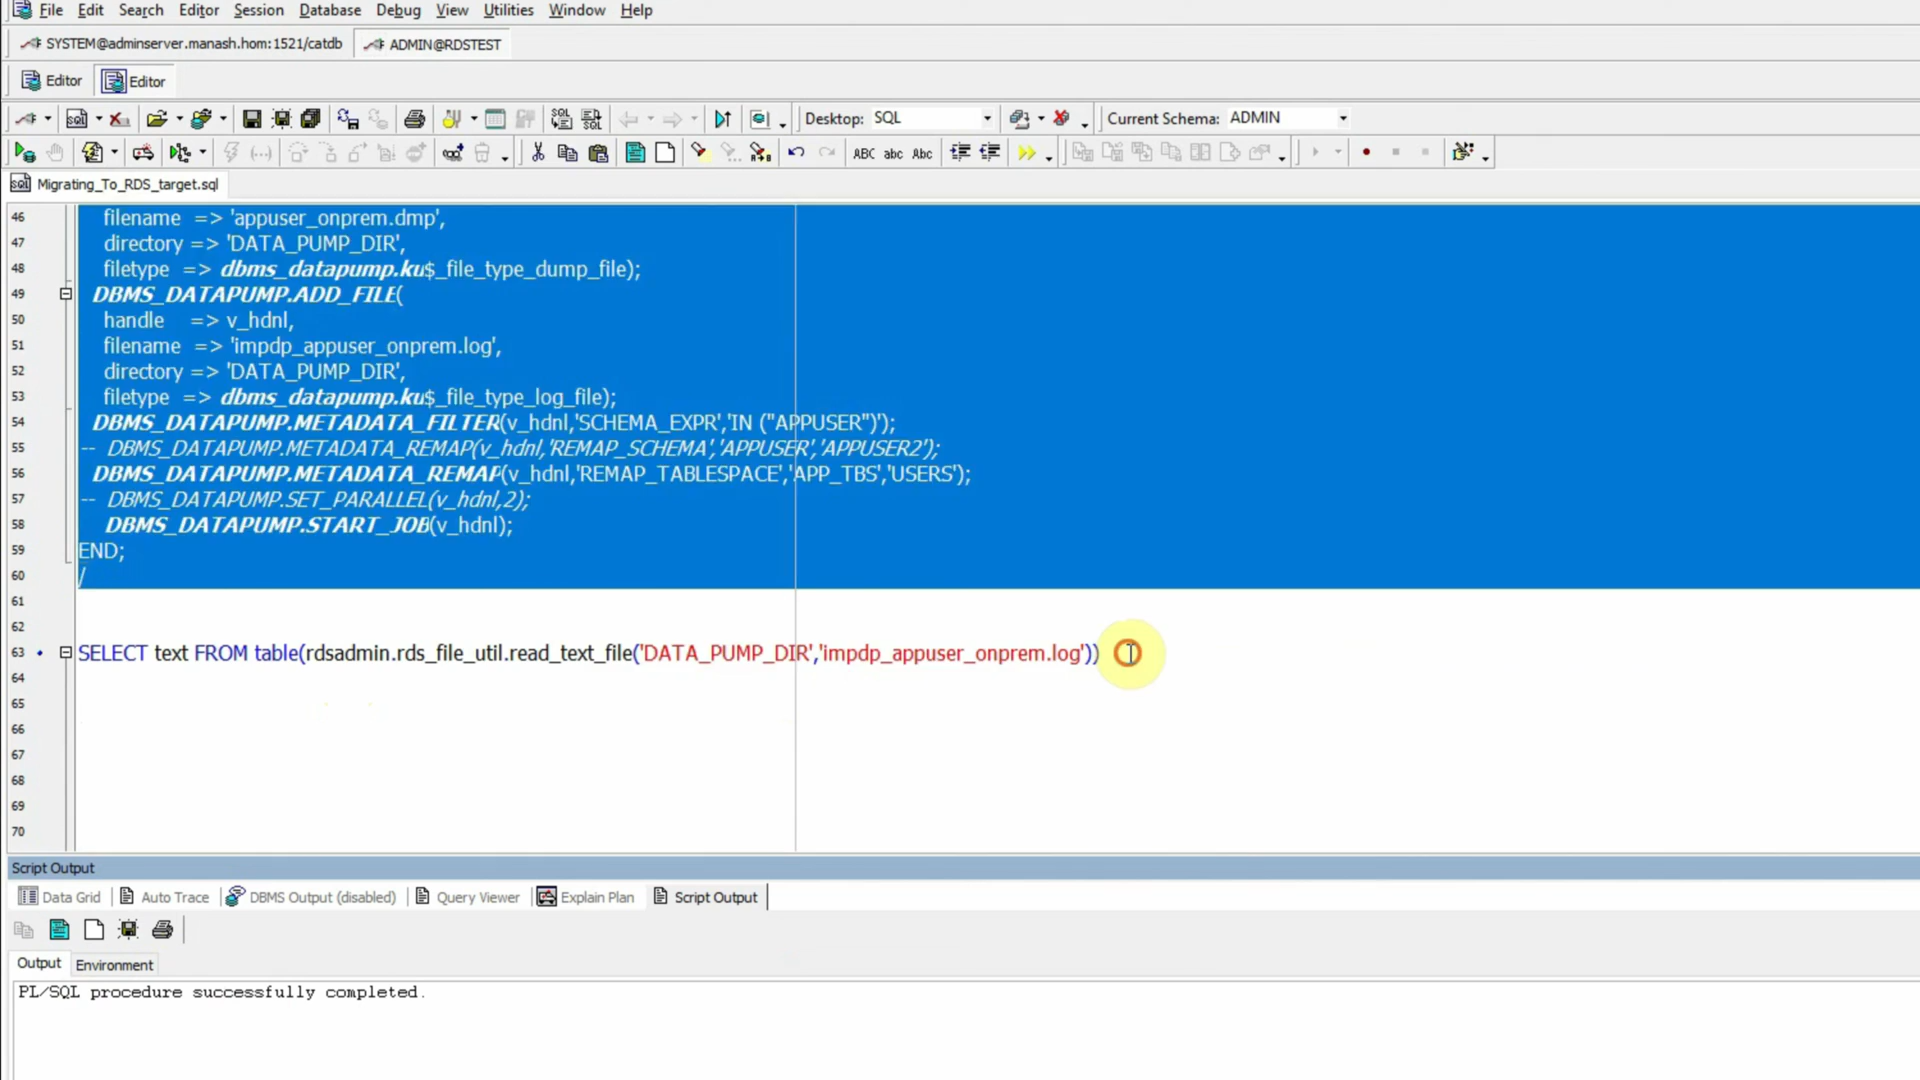 File Edit Search Editor Session Database Debug View Utilities Window Help
SYSTEM@adminserver.manash.hom:1521/catdb ADMIN@RDSTEST
Editor Editor
Desktop: SQL Current Schema: ADMIN
ABC abc Abc
Migrating_To_RDS_target.sql
46 filename => 'appuser_onprem.dmp',
47 directory => 'DATA_PUMP_DIR',
48 filetype => dbms_datapump.ku$_file_type_dump_file);
49 DBMS_DATAPUMP.ADD_FILE(
50 handle => v_hdnl,
51 filename => 'impdp_appuser_onprem.log',
52 directory => 'DATA_PUMP_DIR',
53 filetype => dbms_datapump.ku$_file_type_log_file);
54 DBMS_DATAPUMP.METADATA_FILTER(v_hdnl,'SCHEMA_EXPR','IN (''APPUSER'')');
55 -- DBMS_DATAPUMP.METADATA_REMAP(v_hdnl,'REMAP_SCHEMA','APPUSER','APPUSER2');
56 DBMS_DATAPUMP.METADATA_REMAP(v_hdnl,'REMAP_TABLESPACE','APP_TBS','USERS');
57 -- DBMS_DATAPUMP.SET_PARALLEL(v_hdnl,2);
58 DBMS_DATAPUMP.START_JOB(v_hdnl);
59 END;
60 /
61
62
63 SELECT text FROM table(rdsadmin.rds_file_util.read_text_file('DATA_PUMP_DIR','impdp_appuser_onprem.log'))
64
65
66
67
68
69
70
Script Output
Data Grid Auto Trace DBMS Output (disabled) Query Viewer Explain Plan Script Output
Output Environment
PL/SQL procedure successfully completed.